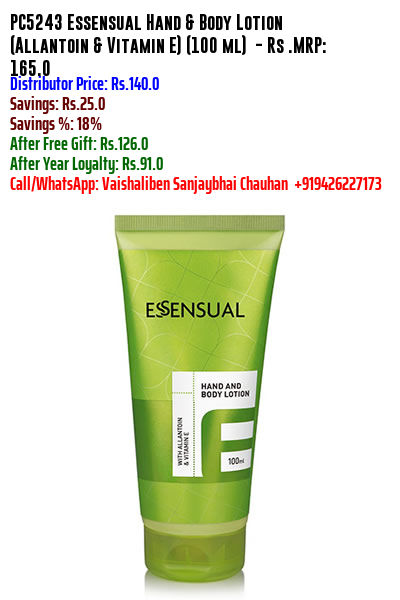 PC5243 Essensual Hand & Body Lotion
(Allantoin & Vitamin E) (100 ml) - Rs .MRP:
165.0
Distributor Price: Rs.140.0
Savings: Rs.25.0
Savings %: 18%
After Free Gift: Rs.126.0
After Year Loyalty: Rs.91.0
Call/WhatsApp: Vaishaliben Sanjaybhai Chauhan +919426227173
ESSENSUAL
HAND AND
BODY LOTION
WITH ALLANTOIN
& VITAMIN E
100ml